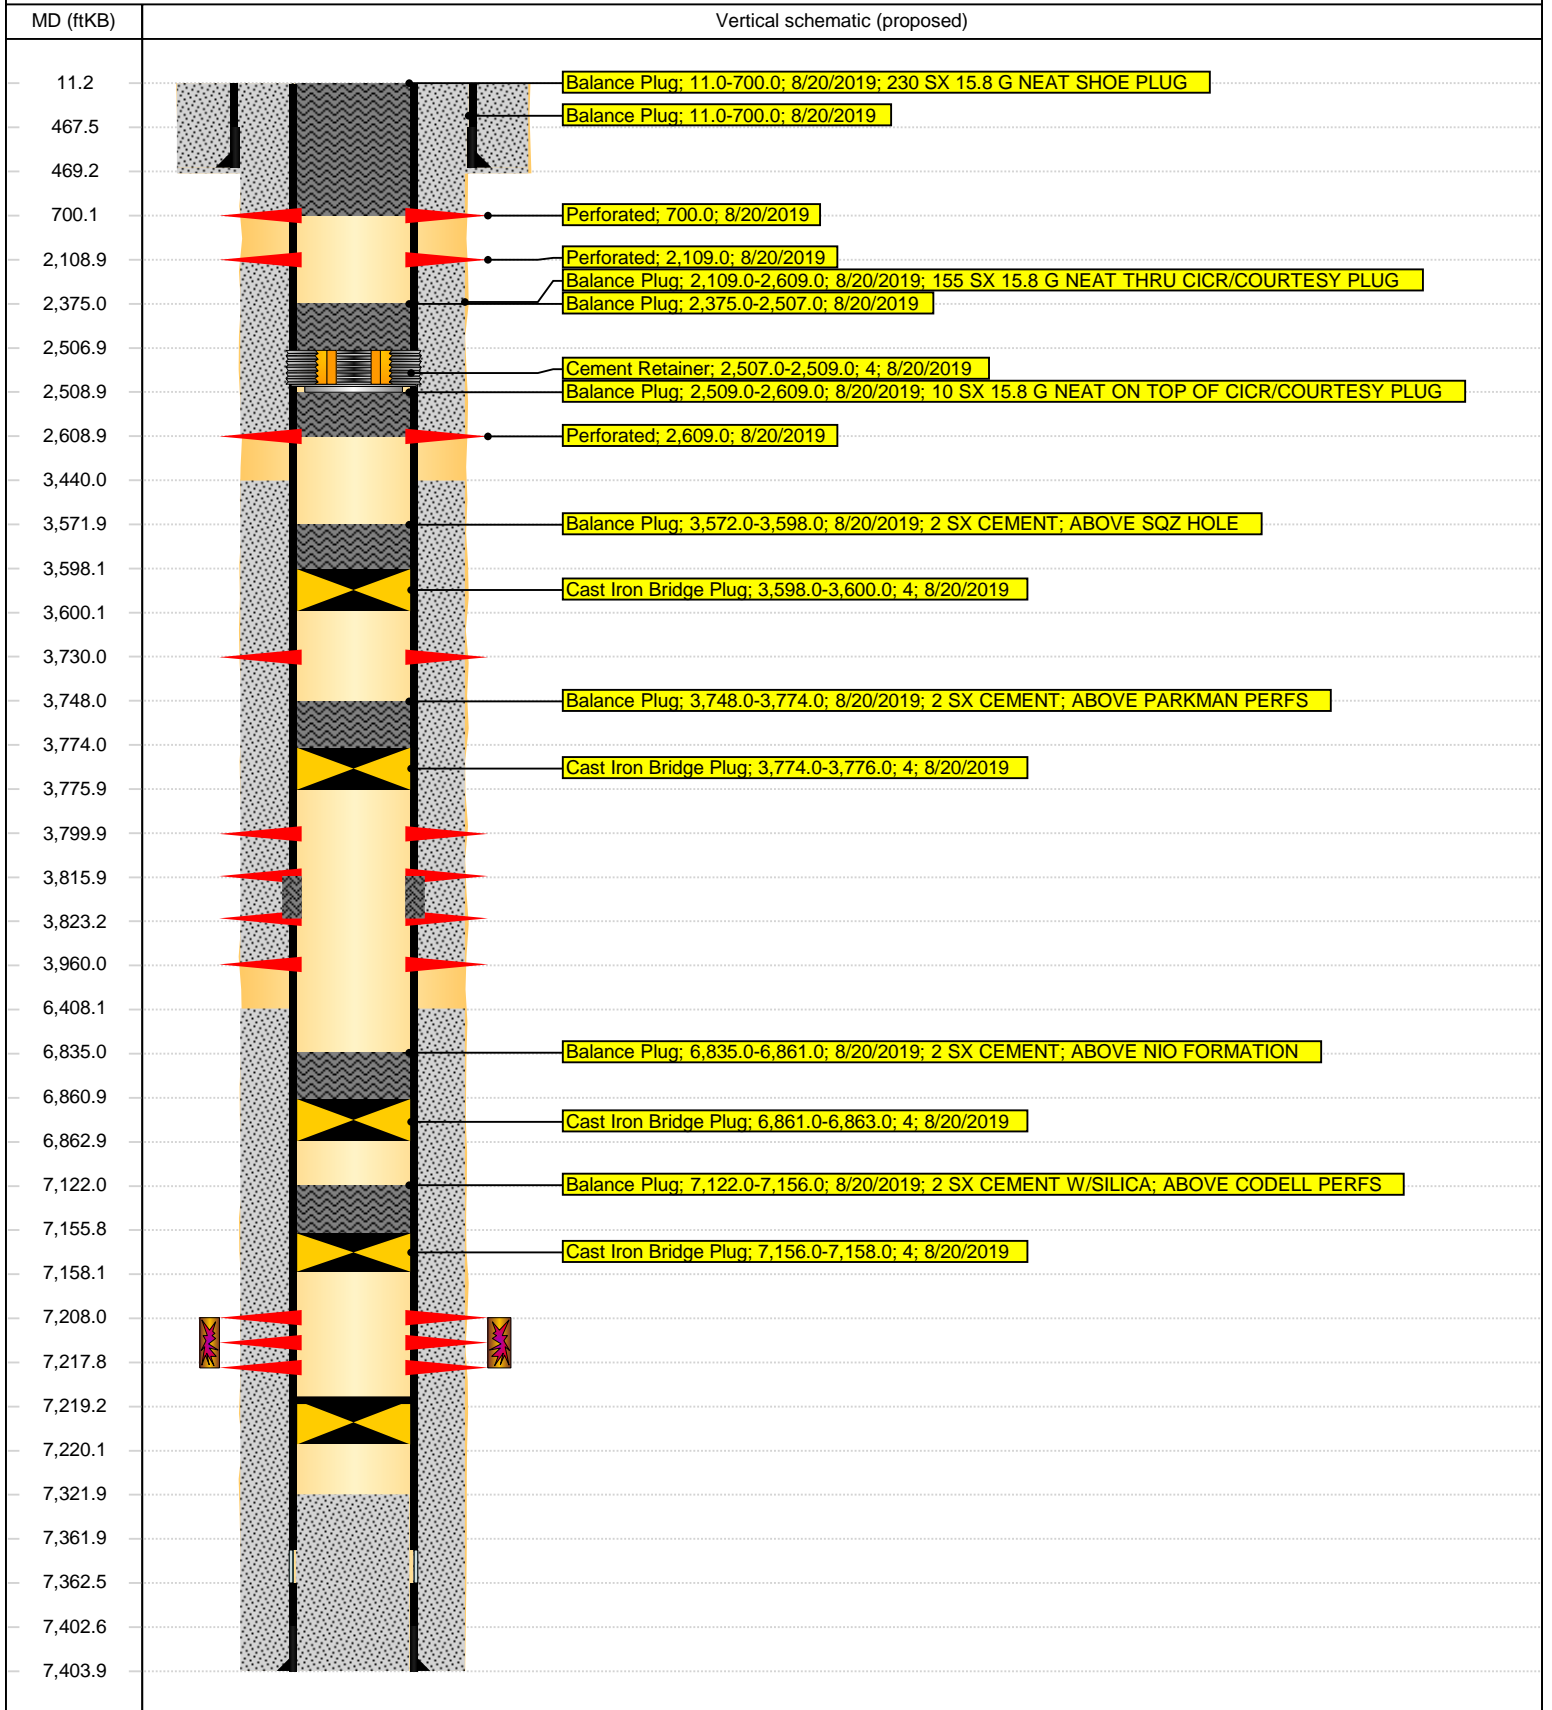 MD (ftKB)
Vertical schematic (proposed)
11.2
Balance Plug; 11.0-700.0; 8/20/2019; 230 SX 15.8 G NEAT SHOE PLUG
Balance Plug; 11.0-700.0; 8/20/2019
467.5
469.2
700.1
Perforated; 700.0; 8/20/2019
2,108.9
Perforated; 2,109.0; 8/20/2019
Balance Plug; 2,109.0-2,609.0; 8/20/2019; 155 SX 15.8 G NEAT THRU CICR/COURTESY PLUG
2,375.0
Balance Plug; 2,375.0-2,507.0; 8/20/2019
2,506.9
Cement Retainer; 2,507.0-2,509.0; 4; 8/20/2019
2,508.9
Balance Plug; 2,509.0-2,609.0; 8/20/2019; 10 SX 15.8 G NEAT ON TOP OF CICR/COURTESY PLUG
2,608.9
Perforated; 2,609.0; 8/20/2019
3,440.0
3,571.9
Balance Plug; 3,572.0-3,598.0; 8/20/2019; 2 SX CEMENT; ABOVE SQZ HOLE
3,598.1
Cast Iron Bridge Plug; 3,598.0-3,600.0; 4; 8/20/2019
3,600.1
3,730.0
3,748.0
Balance Plug; 3,748.0-3,774.0; 8/20/2019; 2 SX CEMENT; ABOVE PARKMAN PERFS
3,774.0
Cast Iron Bridge Plug; 3,774.0-3,776.0; 4; 8/20/2019
3,775.9
3,799.9
3,815.9
3,823.2
3,960.0
6,408.1
6,835.0
Balance Plug; 6,835.0-6,861.0; 8/20/2019; 2 SX CEMENT; ABOVE NIO FORMATION
6,860.9
Cast Iron Bridge Plug; 6,861.0-6,863.0; 4; 8/20/2019
6,862.9
7,122.0
Balance Plug; 7,122.0-7,156.0; 8/20/2019; 2 SX CEMENT W/SILICA; ABOVE CODELL PERFS
7,155.8
Cast Iron Bridge Plug; 7,156.0-7,158.0; 4; 8/20/2019
7,158.1
7,208.0
7,217.8
7,219.2
7,220.1
7,321.9
7,361.9
7,362.5
7,402.6
7,403.9